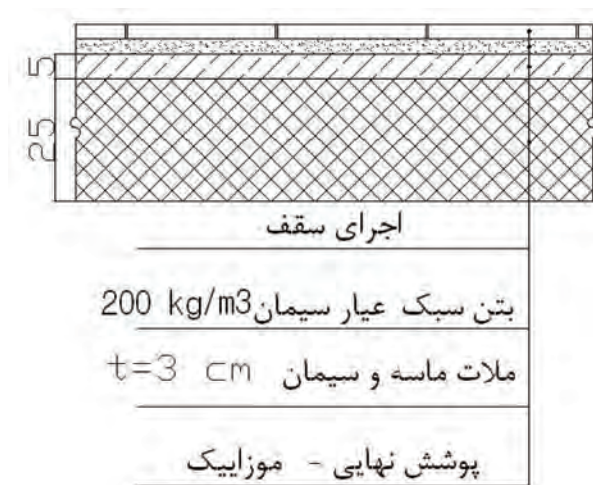 5
25
اجرای سقف
بتن سبک عیار سیمان200 kg/m3
ملات ماسه و سیمان t=3 cm
پوشش نهایی - موزاییک